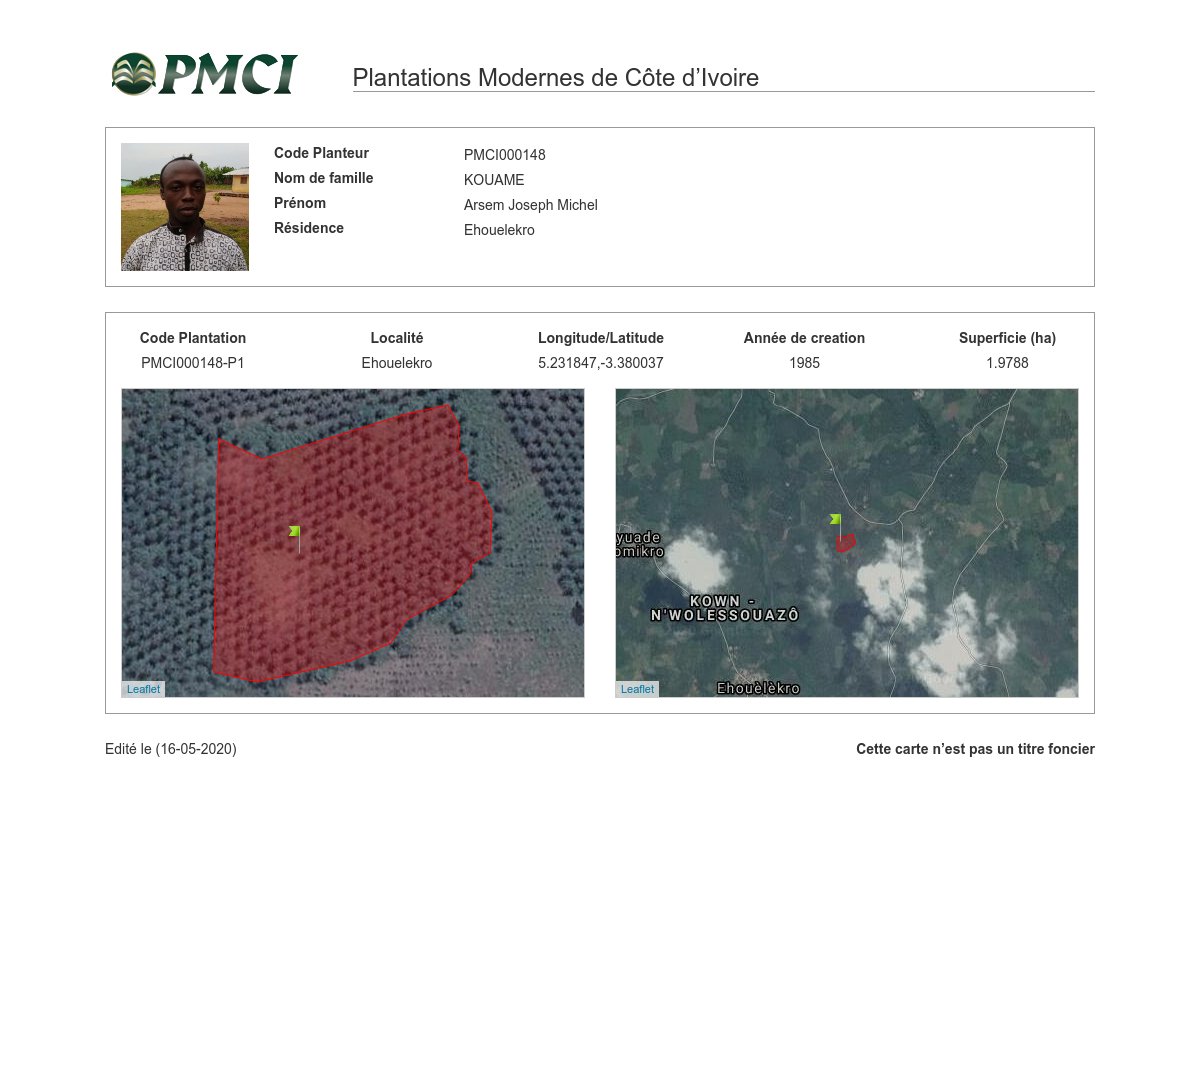 PMCI
Plantations Modernes de Côte d’Ivoire
Code Planteur PMCI000148
Nom de famille KOUAME
Prénom Arsem Joseph Michel
Résidence Ehouelekro
Code Plantation Localité Longitude/Latitude Année de creation Superficie (ha)
PMCI000148-P1 Ehouelekro 5.231847,-3.380037 1985 1.9788
yuade
omikro
KOWN -
N'WOLESSOUAZÔ
Ehouèlèkro
Leaflet Leaflet
Edité le (16-05-2020) Cette carte n’est pas un titre foncier